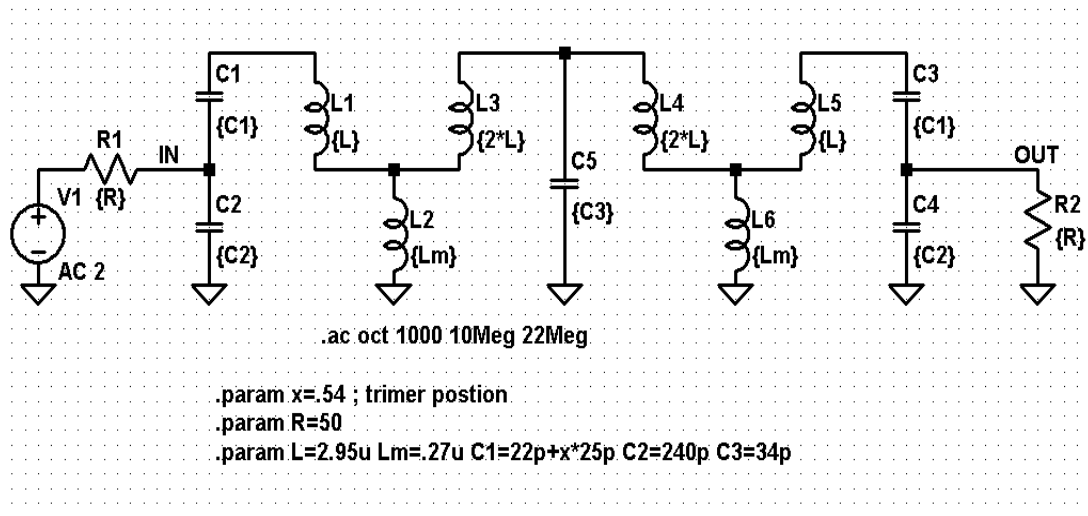 C1
{C1}
L1
{L}
L3
{2*L}
C5
{C3}
L4
{2*L}
L5
{L}
C3
{C1}
R1
{R}
IN
V1
AC 2
C2
{C2}
L2
{Lm}
L6
{Lm}
C4
{C2}
OUT
R2
{R}
.ac oct 1000 10Meg 22Meg
.param x=.54 ; trimer postion
.param R=50
.param L=2.95u Lm=.27u C1=22p+x*25p C2=240p C3=34p